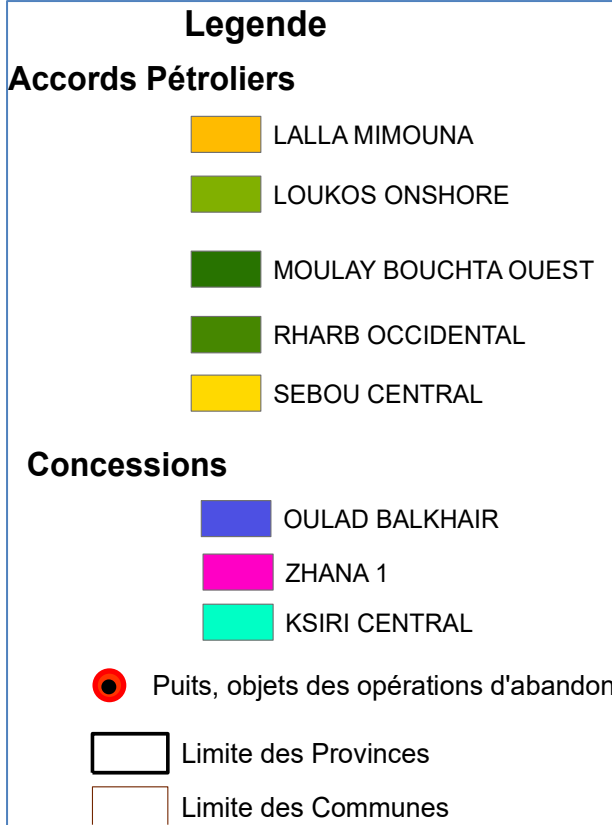 Legende
Accords Pétroliers
LALLA MIMOUNA
LOUKOS ONSHORE
MOULAY BOUCHTA OUEST
RHARB OCCIDENTAL
SEBOU CENTRAL
Concessions
OULAD BALKHAIR
ZHANA 1
KSIRI CENTRAL
Puits, objets des opérations d'abandon
Limite des Provinces
Limite des Communes